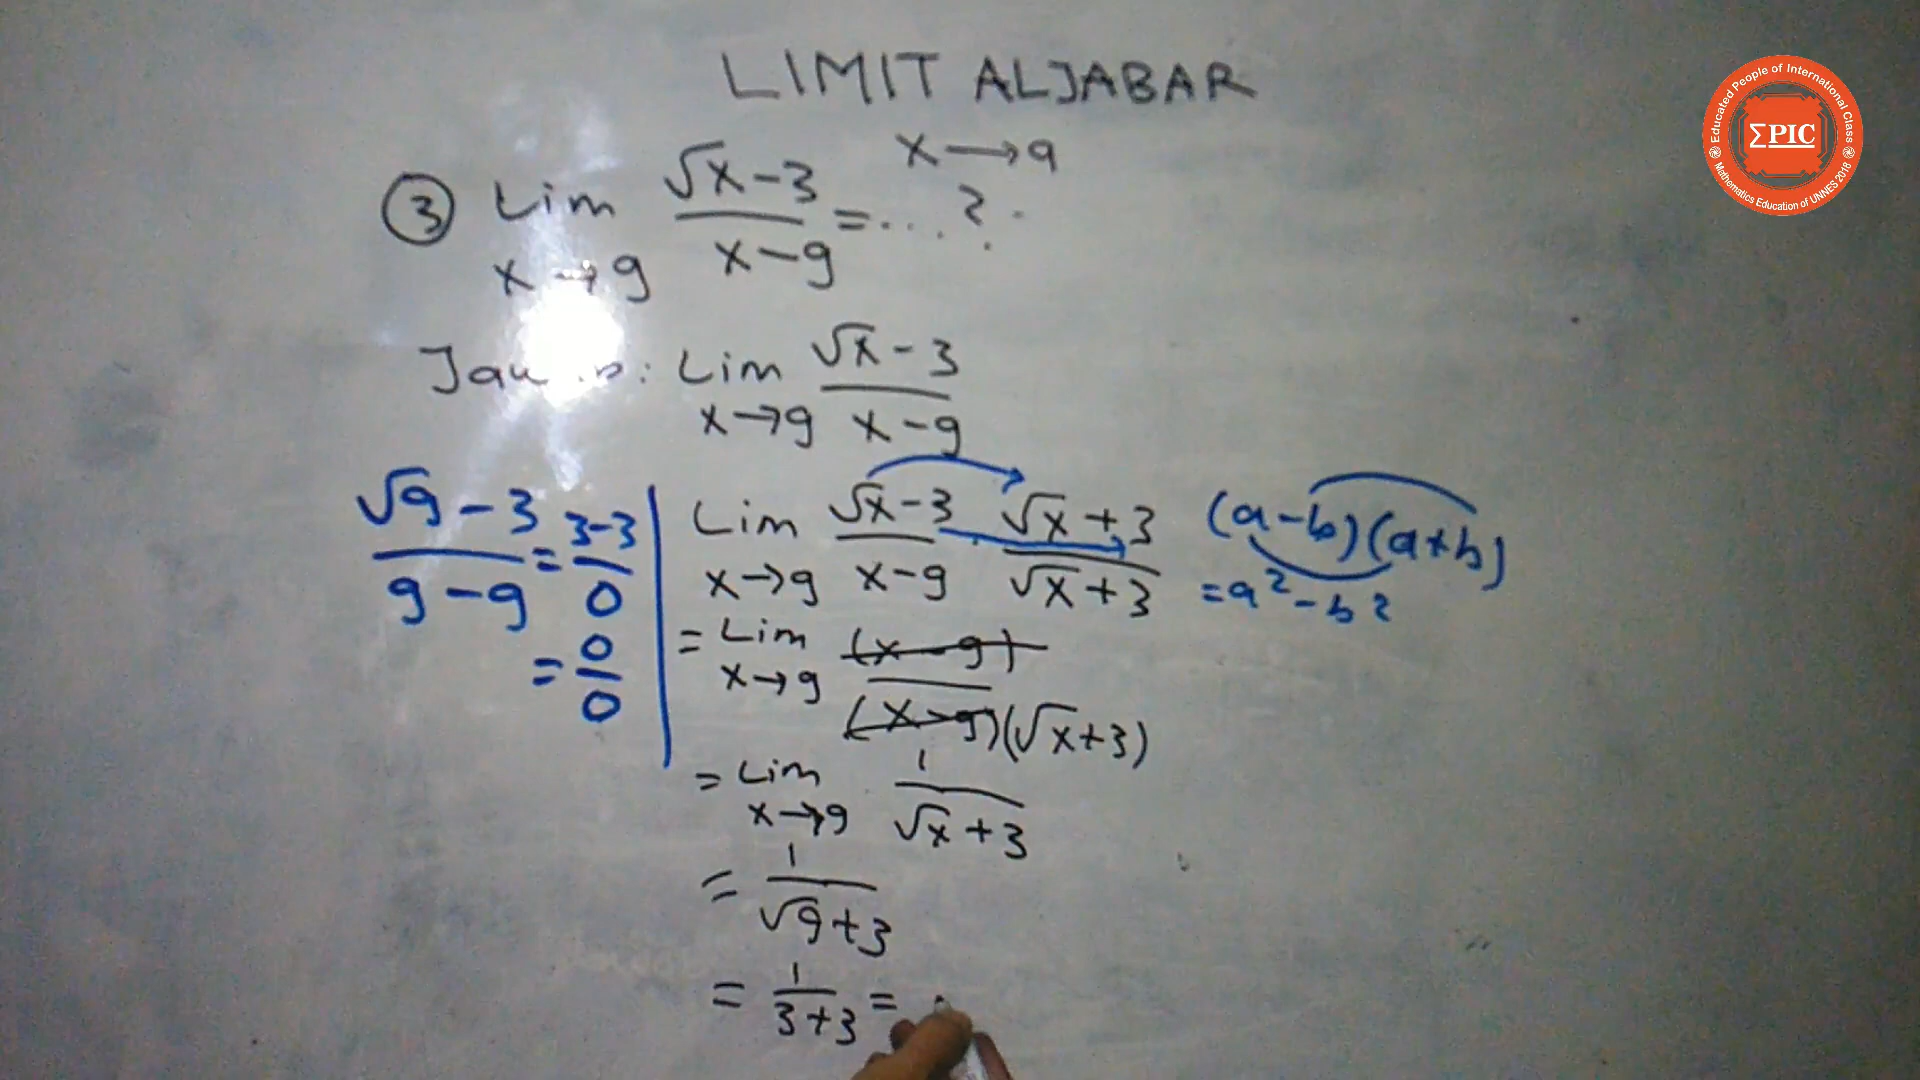 LIMIT ALJABAR
x→a
③ Lim x→9 (√x-3)/(x-9) = ...?
: Lim x→9 (√x-3)/(x-9)
(√9-3)/(9-9) = (3-3)/0
= 0/0
Lim x→9 (√x-3)/(x-9) (√x+3)/(√x+3)
(a-b)(a+b)
= a²-b²
= Lim x→9 (x-9)/((x-9)(√x+3))
= Lim x→9 1/(√x+3)
= 1/(√9+3)
= 1/(3+3) =
Educated People of International Class
ΣPIC
Mathematics Education of UNNES 2018